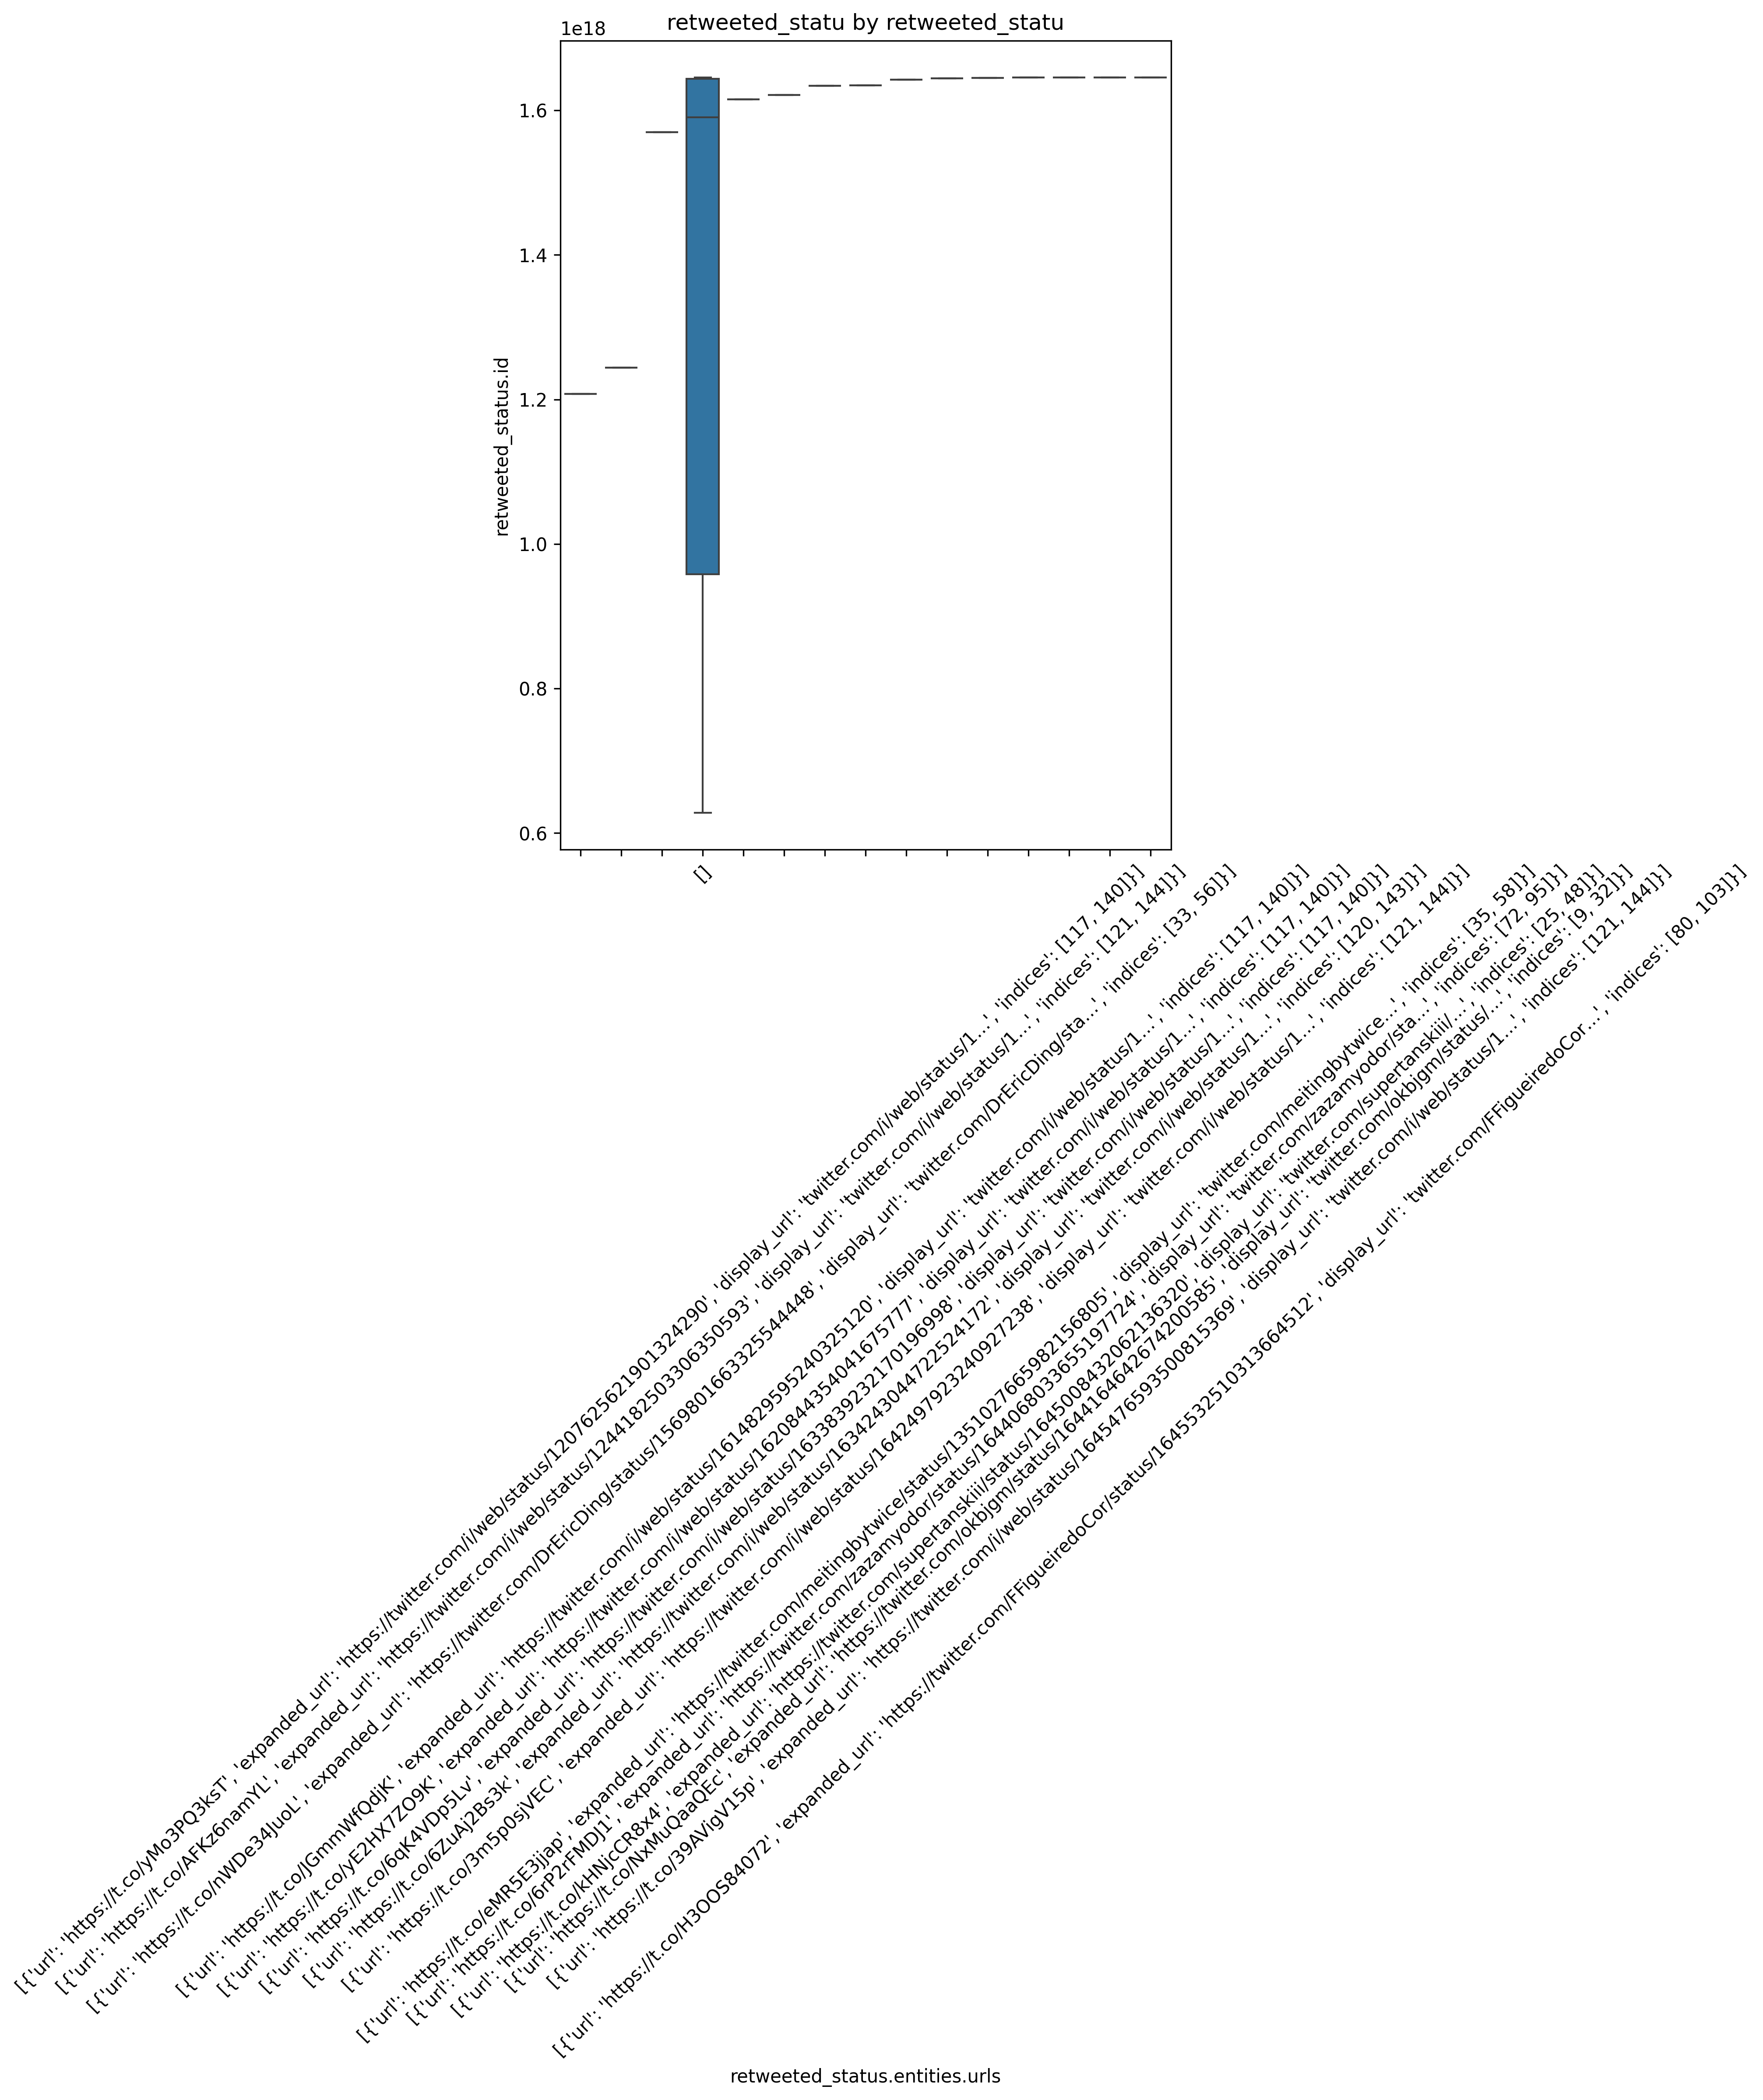 retweeted_statu by retweeted_statu
1e18
1.6
1.4
1.2
1.0
0.8
0.6
retweeted_status.id
[{'url': 'https://t.co/yMo3PQ3ksT', 'expanded_url': 'https://twitter.com/i/web/status/1207625621901324290', 'display_url': 'twitter.com/i/web/status/1…', 'indices': [117, 140]}]
[{'url': 'https://t.co/AFKz6namYL', 'expanded_url': 'https://twitter.com/i/web/status/1244182503306350593', 'display_url': 'twitter.com/i/web/status/1…', 'indices': [121, 144]}]
[{'url': 'https://t.co/nWDe34JuoL', 'expanded_url': 'https://twitter.com/DrEricDing/status/1569801663325544448', 'display_url': 'twitter.com/DrEricDing/sta…', 'indices': [33, 56]}]
[]
[{'url': 'https://t.co/JGmmWfQdjK', 'expanded_url': 'https://twitter.com/i/web/status/1614829595240325120', 'display_url': 'twitter.com/i/web/status/1…', 'indices': [117, 140]}]
[{'url': 'https://t.co/yE2HX7ZO9K', 'expanded_url': 'https://twitter.com/i/web/status/1620844354041675777', 'display_url': 'twitter.com/i/web/status/1…', 'indices': [117, 140]}]
[{'url': 'https://t.co/6qK4VDp5Lv', 'expanded_url': 'https://twitter.com/i/web/status/1633839232170196998', 'display_url': 'twitter.com/i/web/status/1…', 'indices': [117, 140]}]
[{'url': 'https://t.co/6ZuAj2Bs3k', 'expanded_url': 'https://twitter.com/i/web/status/1634243044722524172', 'display_url': 'twitter.com/i/web/status/1…', 'indices': [120, 143]}]
[{'url': 'https://t.co/3m5p0sjVEC', 'expanded_url': 'https://twitter.com/i/web/status/1642497923240927238', 'display_url': 'twitter.com/i/web/status/1…', 'indices': [121, 144]}]
[{'url': 'https://t.co/eMR5E3jjap', 'expanded_url': 'https://twitter.com/meitingbytwice/status/1351027665982156805', 'display_url': 'twitter.com/meitingbytwice…', 'indices': [35, 58]}]
[{'url': 'https://t.co/6rP2rFMDJ1', 'expanded_url': 'https://twitter.com/zazamyodor/status/1644068033655197724', 'display_url': 'twitter.com/zazamyodor/sta…', 'indices': [72, 95]}]
[{'url': 'https://t.co/kHNjcCR8x4', 'expanded_url': 'https://twitter.com/supertanskiii/status/1645008432062136320', 'display_url': 'twitter.com/supertanskiii/…', 'indices': [25, 48]}]
[{'url': 'https://t.co/NxMuQaaQEc', 'expanded_url': 'https://twitter.com/okbjgm/status/1644164642674200585', 'display_url': 'twitter.com/okbjgm/status/…', 'indices': [9, 32]}]
[{'url': 'https://t.co/39AVigV15p', 'expanded_url': 'https://twitter.com/i/web/status/1645476593500815369', 'display_url': 'twitter.com/i/web/status/1…', 'indices': [121, 144]}]
[{'url': 'https://t.co/H3OOS84072', 'expanded_url': 'https://twitter.com/FFigueiredoCor/status/1645532510313664512', 'display_url': 'twitter.com/FFigueiredoCor…', 'indices': [80, 103]}]
retweeted_status.entities.urls